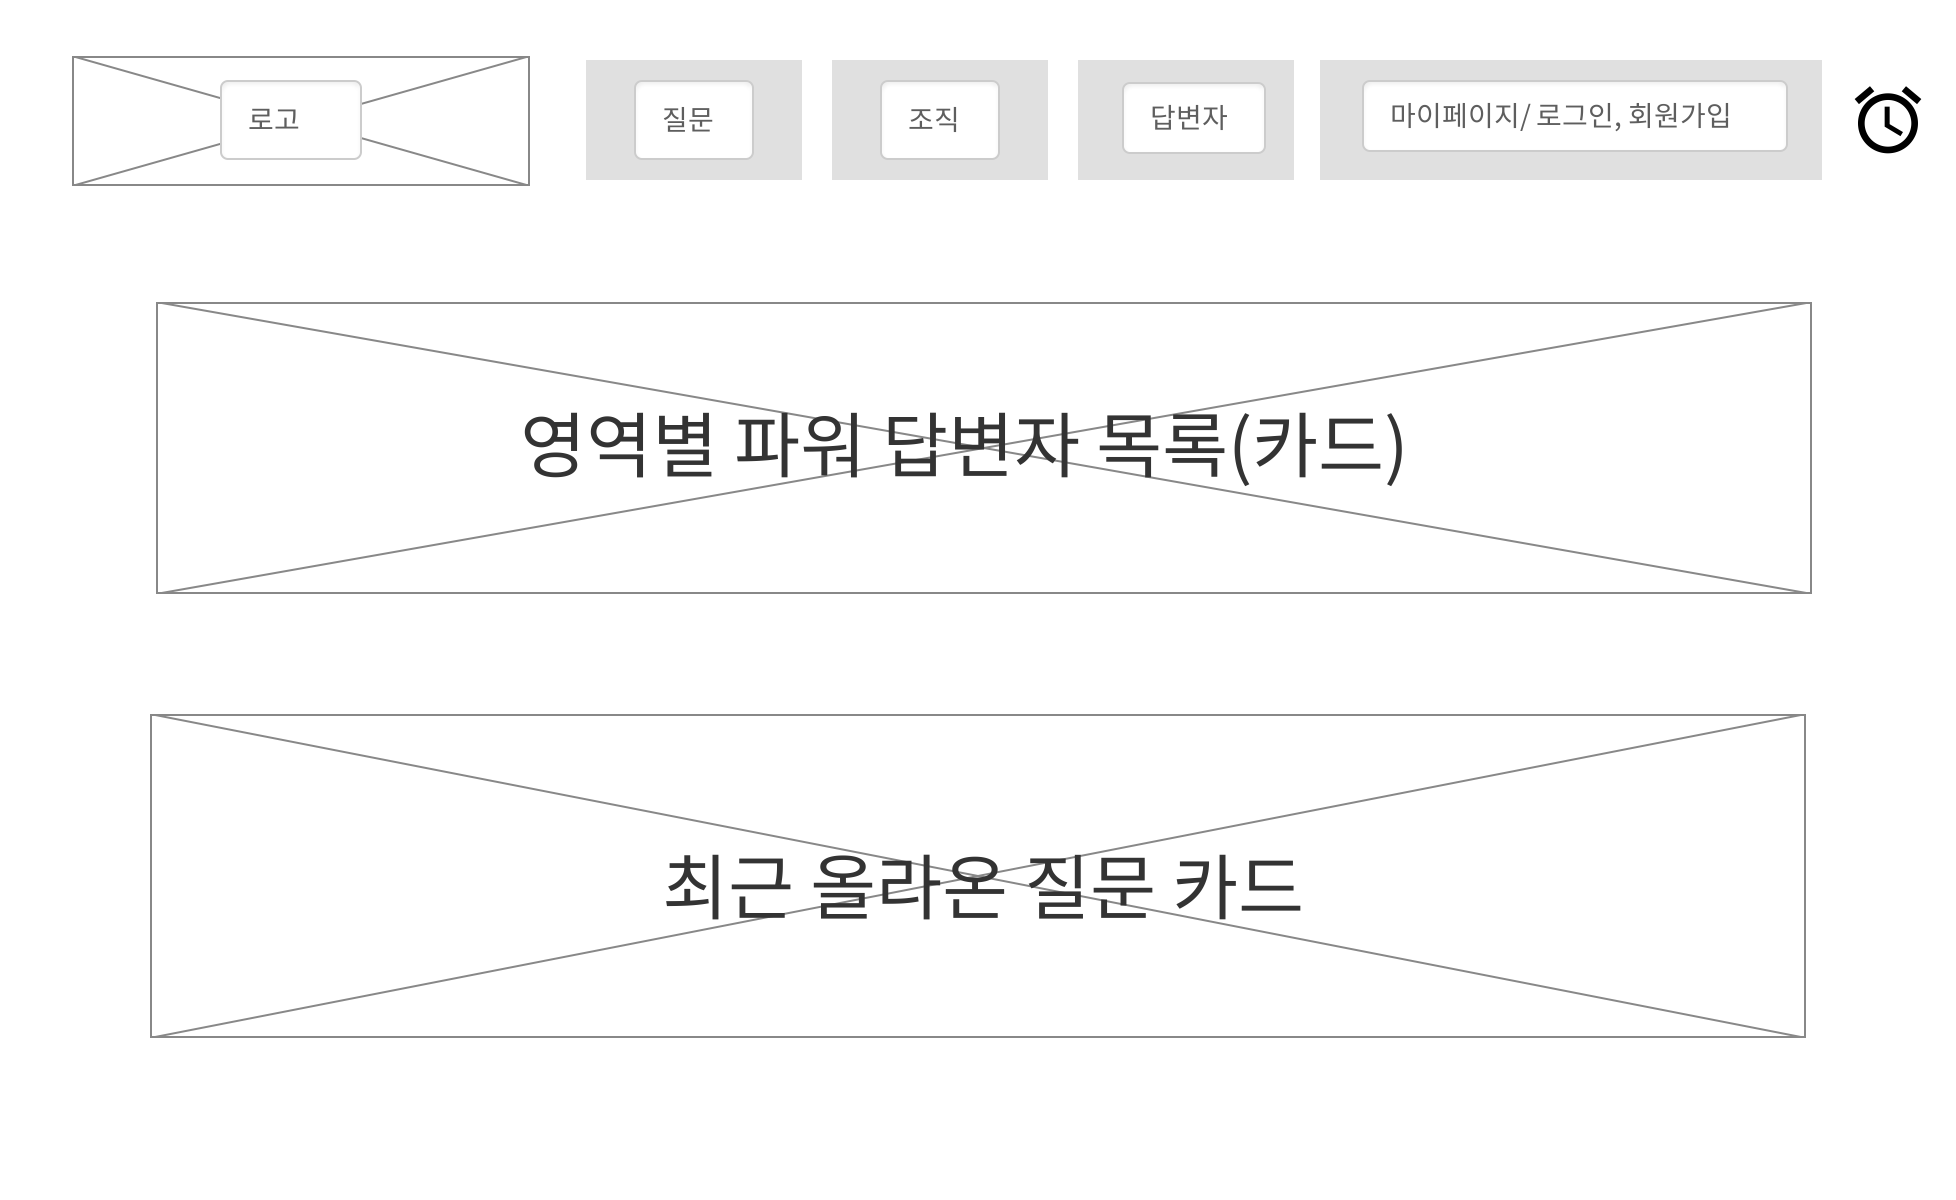 로고
질문
조직
답변자
마이페이지/ 로그인, 회원가입
영역별 파워 답변자 목록(카드)
최근 올라온 질문 카드